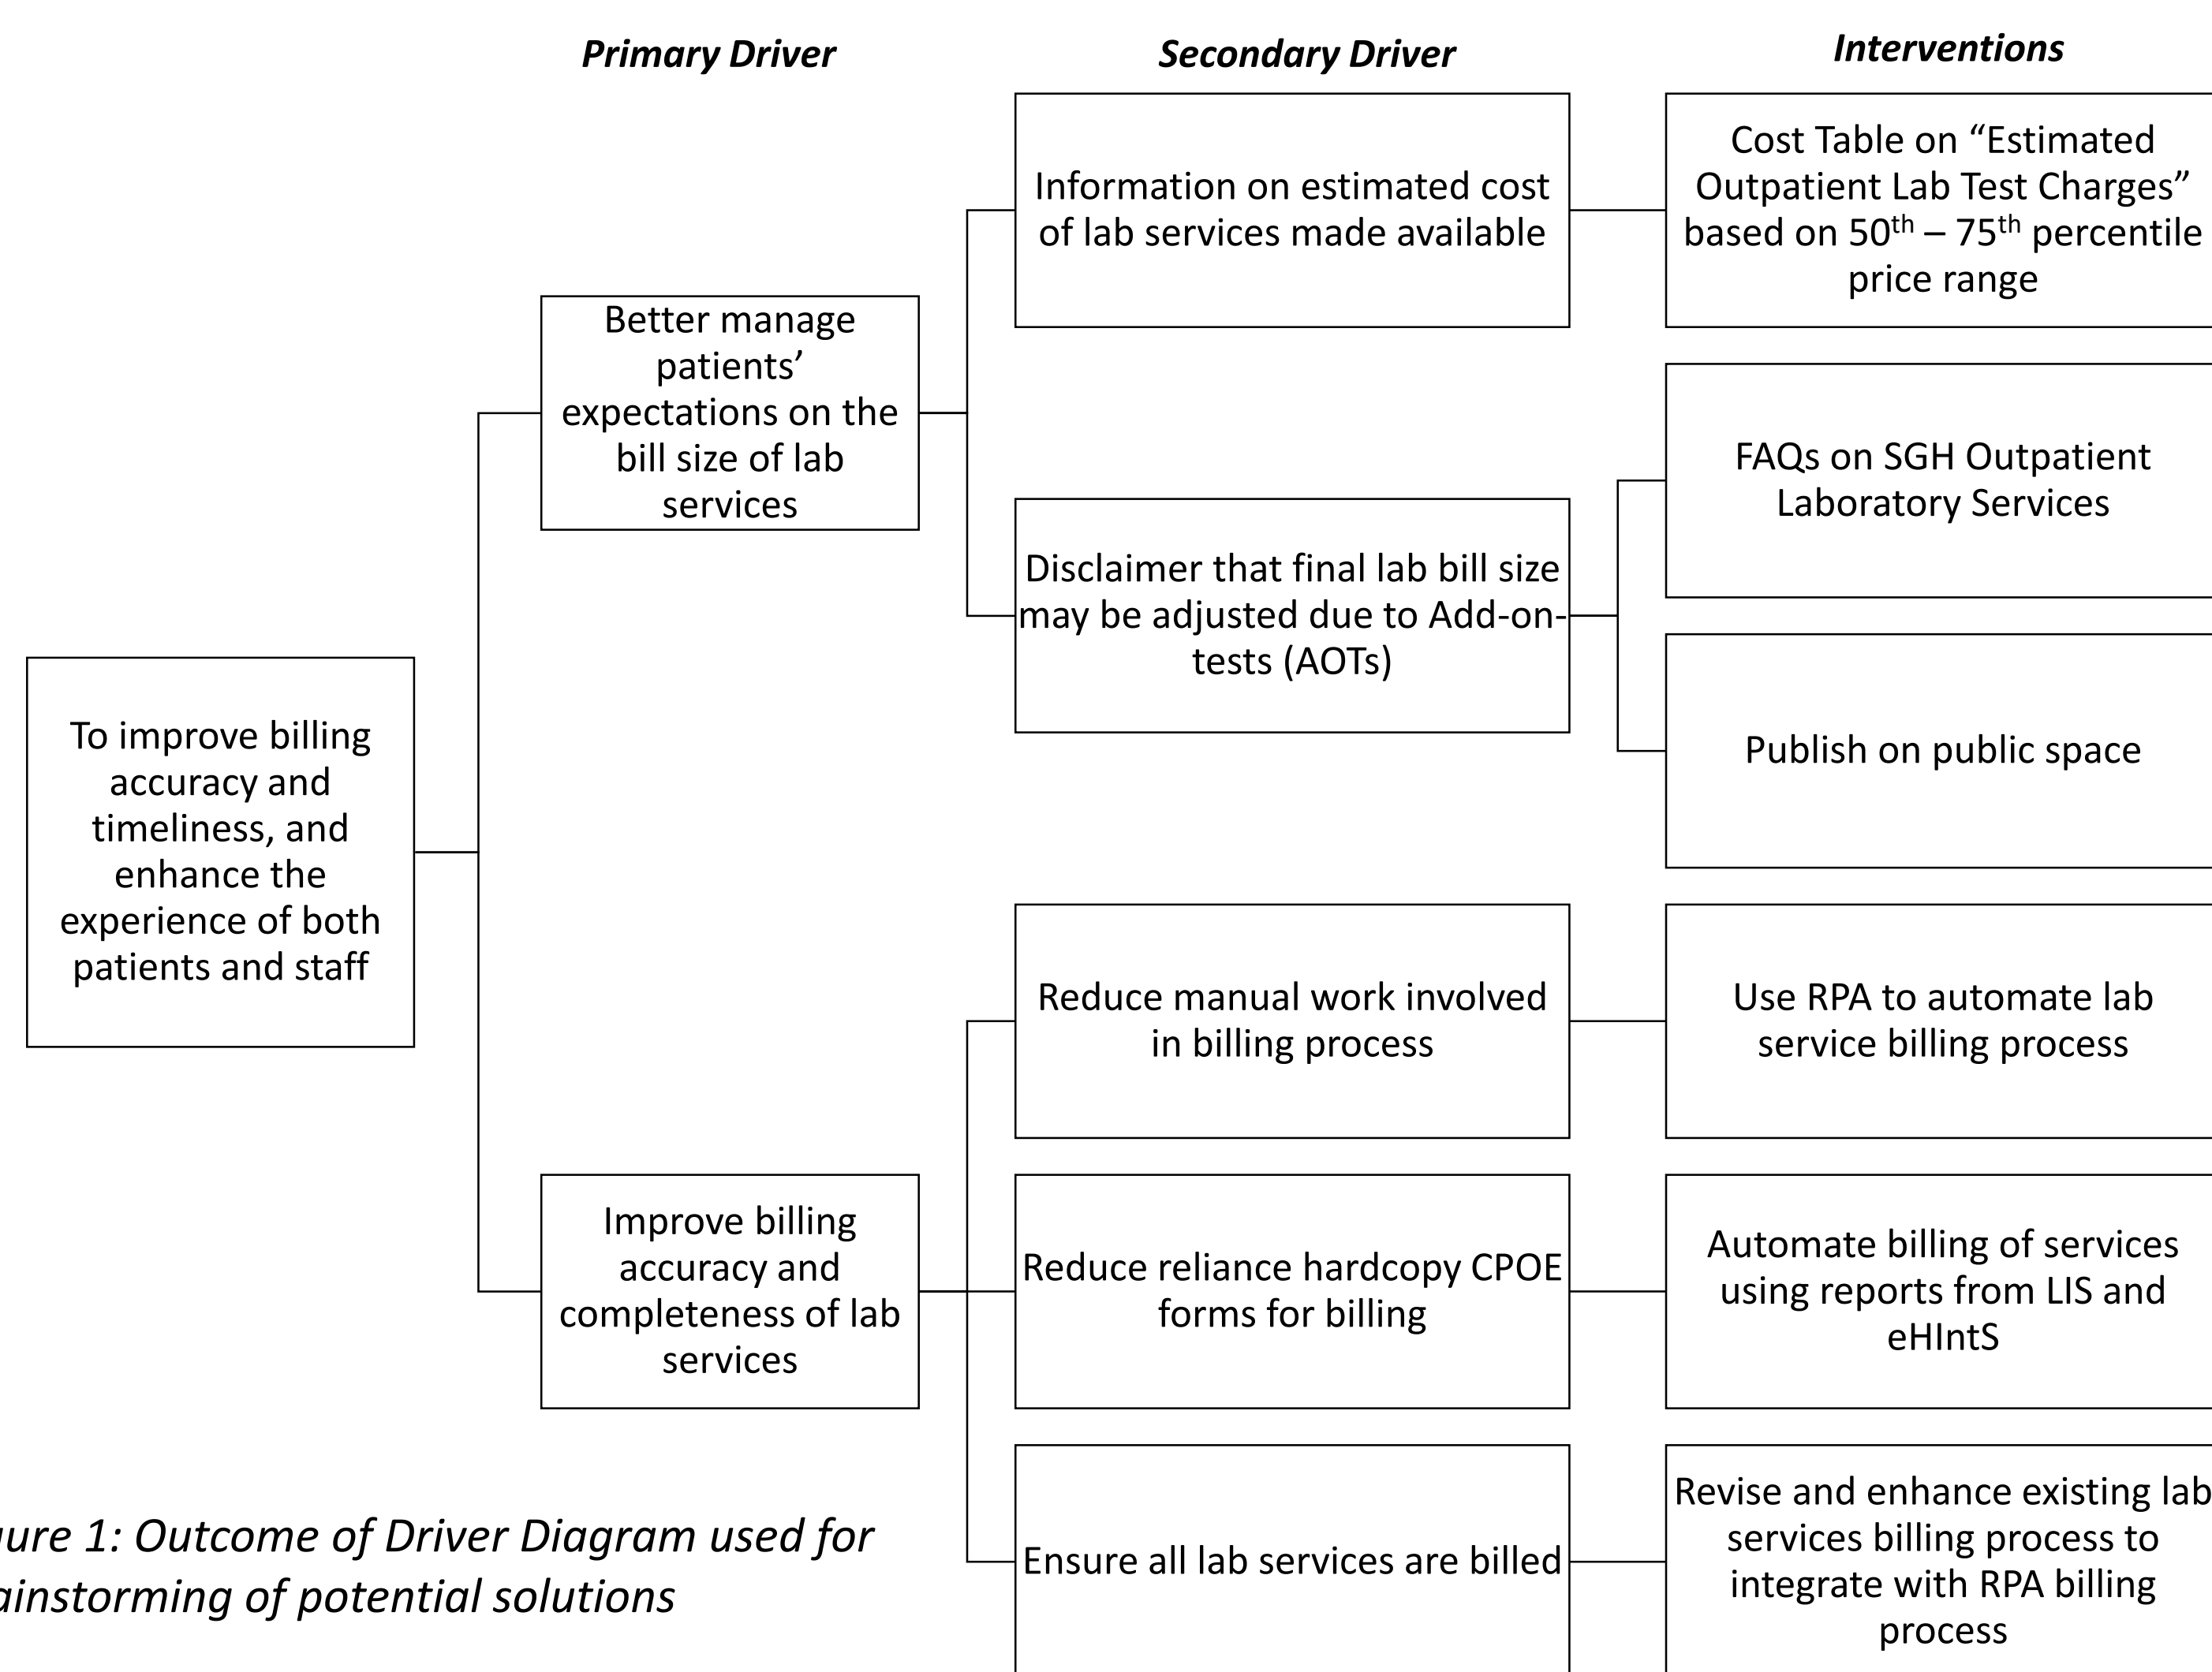 Primary Driver
Secondary Driver
Interventions
To improve billing
accuracy and
timeliness, and
enhance the
experience of both
patients and staff
Better manage
patients’
expectations on the
bill size of lab
services
Information on estimated cost
of lab services made available
Cost Table on “Estimated
Outpatient Lab Test Charges”
based on 50th – 75th percentile
price range
Disclaimer that final lab bill size
may be adjusted due to Add-on-
tests (AOTs)
FAQs on SGH Outpatient
Laboratory Services
Publish on public space
Improve billing
accuracy and
completeness of lab
services
Reduce manual work involved
in billing process
Use RPA to automate lab
service billing process
Reduce reliance hardcopy CPOE
forms for billing
Automate billing of services
using reports from LIS and
eHIntS
Ensure all lab services are billed
Revise and enhance existing lab
services billing process to
integrate with RPA billing
process
ure 1: Outcome of Driver Diagram used for
ainstorming of potential solutions